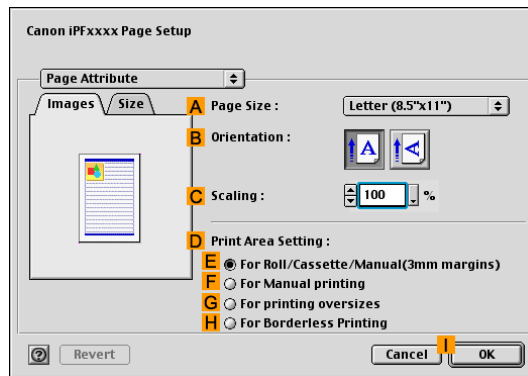 Canon iPFxxxx Page Setup
Page Attribute
Images Size
A Page Size : Letter (8.5"x11")
B Orientation :
A A
C Scaling : 100 %
D Print Area Setting :
E For Roll/Cassette/Manual(3mm margins)
F For Manual printing
G For printing oversizes
H For Borderless Printing
? Revert Cancel I OK